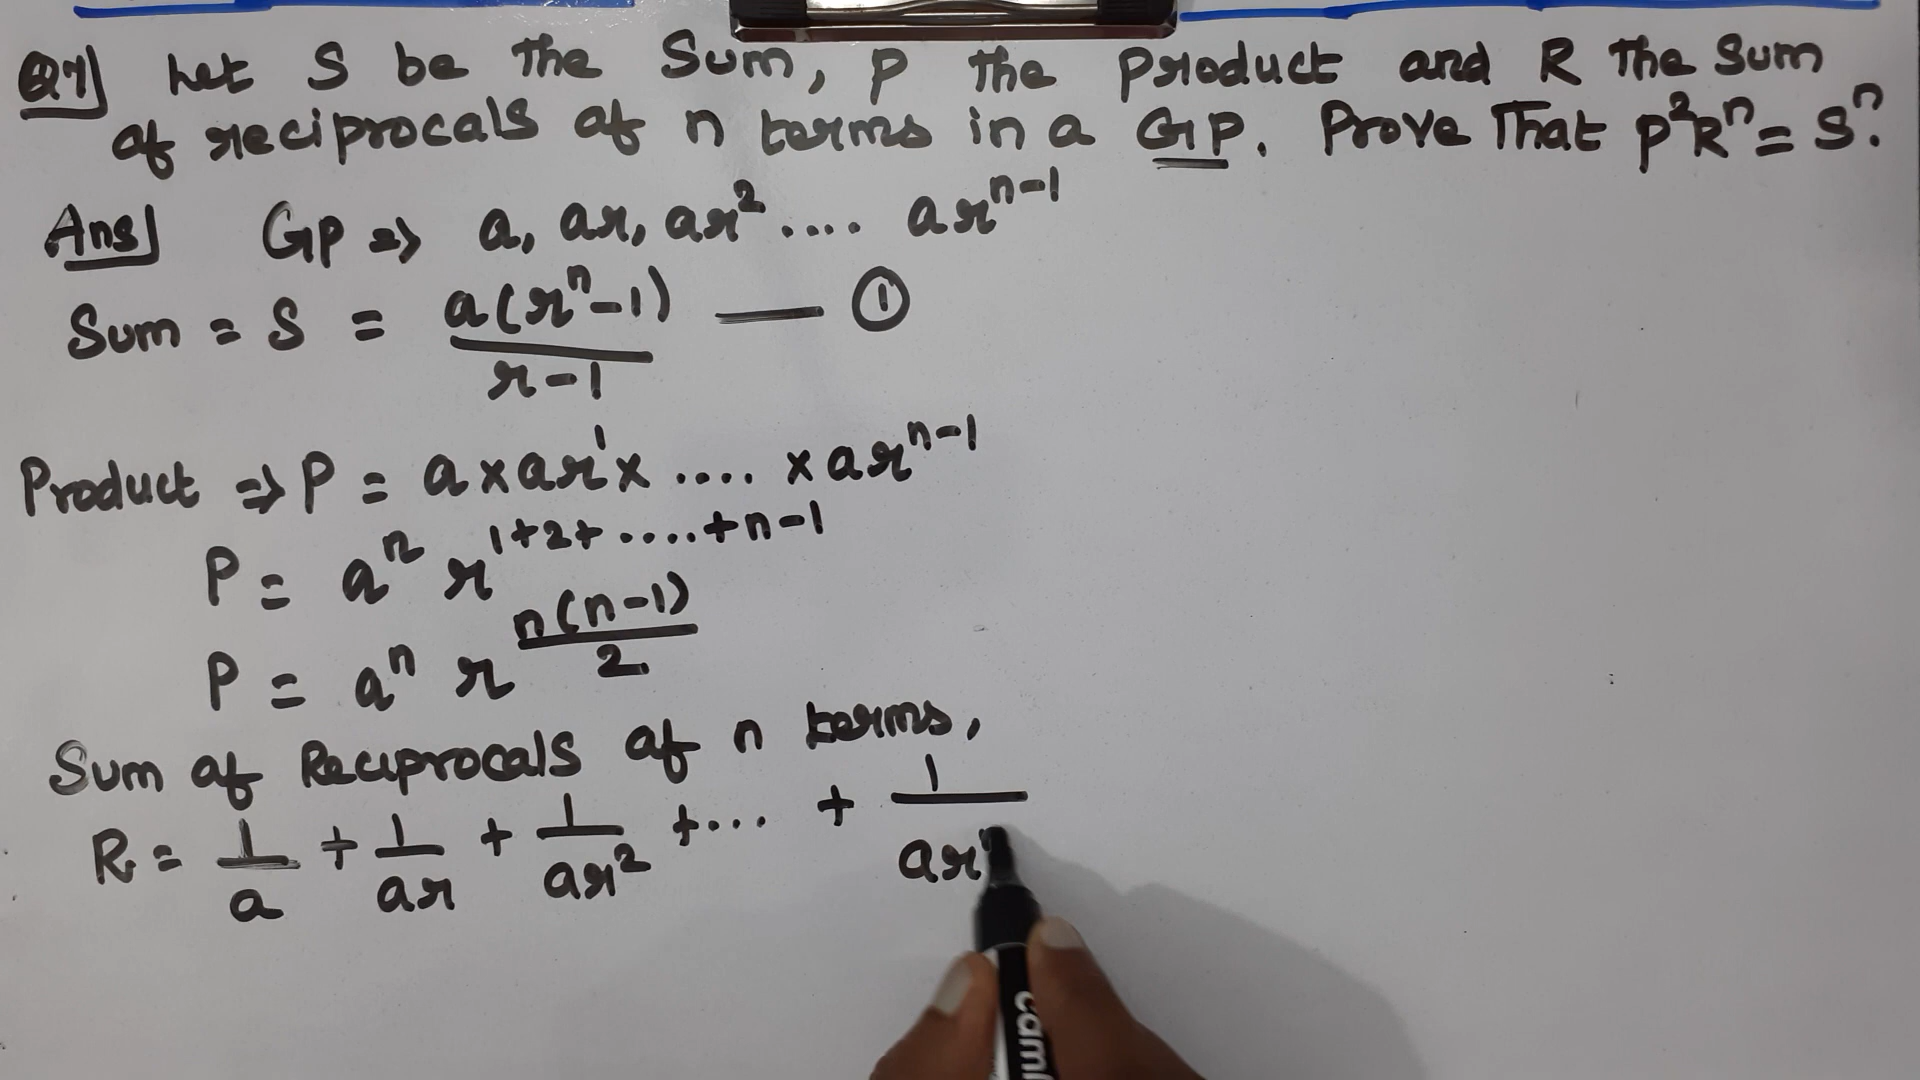 Q7] Let S be the Sum, P the Product and R the Sum
of reciprocals of n terms in a GP. Prove That P²Rⁿ = Sⁿ.
Ans] GP ⇒ a, ar, ar² .... arⁿ⁻¹
Sum = S = a(rⁿ-1)/r-1 — ①
Product ⇒ P = a x ar¹ x .... x arⁿ⁻¹
P = aⁿ r^1+2+....+n-1
P = aⁿ r^n(n-1)/2
Sum of Reciprocals of n terms,
R = 1/a + 1/ar + 1/ar² +... + 1/ar